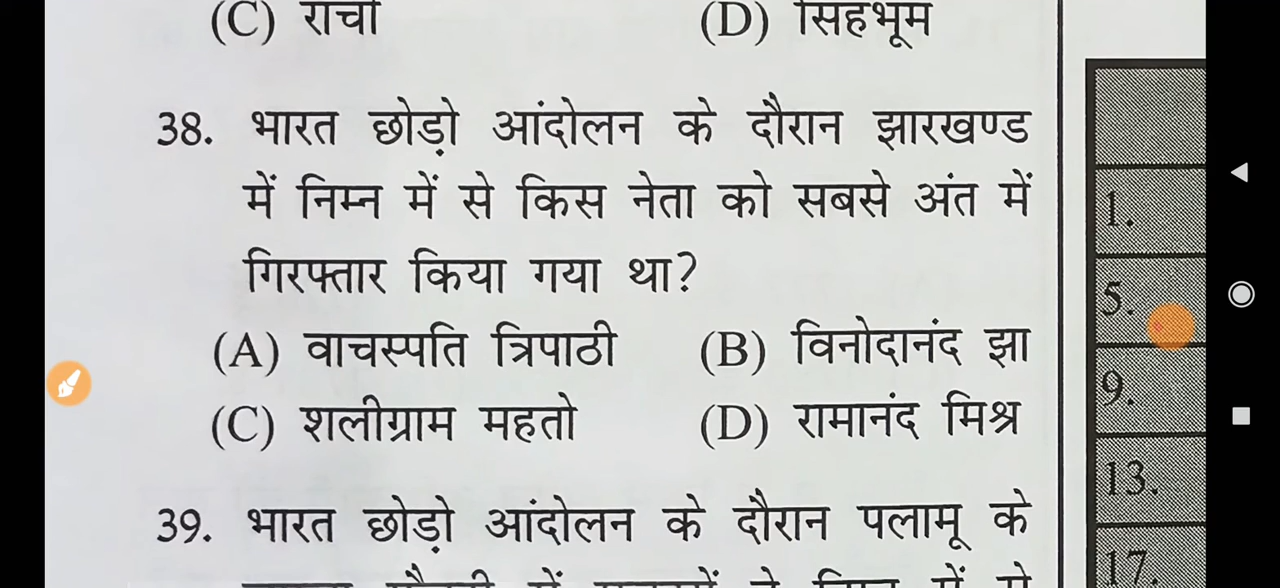 (C) राँची (D) सिंहभूम
38. भारत छोड़ो आंदोलन के दौरान झारखण्ड
में निम्न में से किस नेता को सबसे अंत में
गिरफ्तार किया गया था?
(A) वाचस्पति त्रिपाठी (B) विनोदानंद झा
(C) शलीग्राम महतो (D) रामानंद मिश्र
39. भारत छोड़ो आंदोलन के दौरान पलामू के
1.
5.
9.
13.
17.